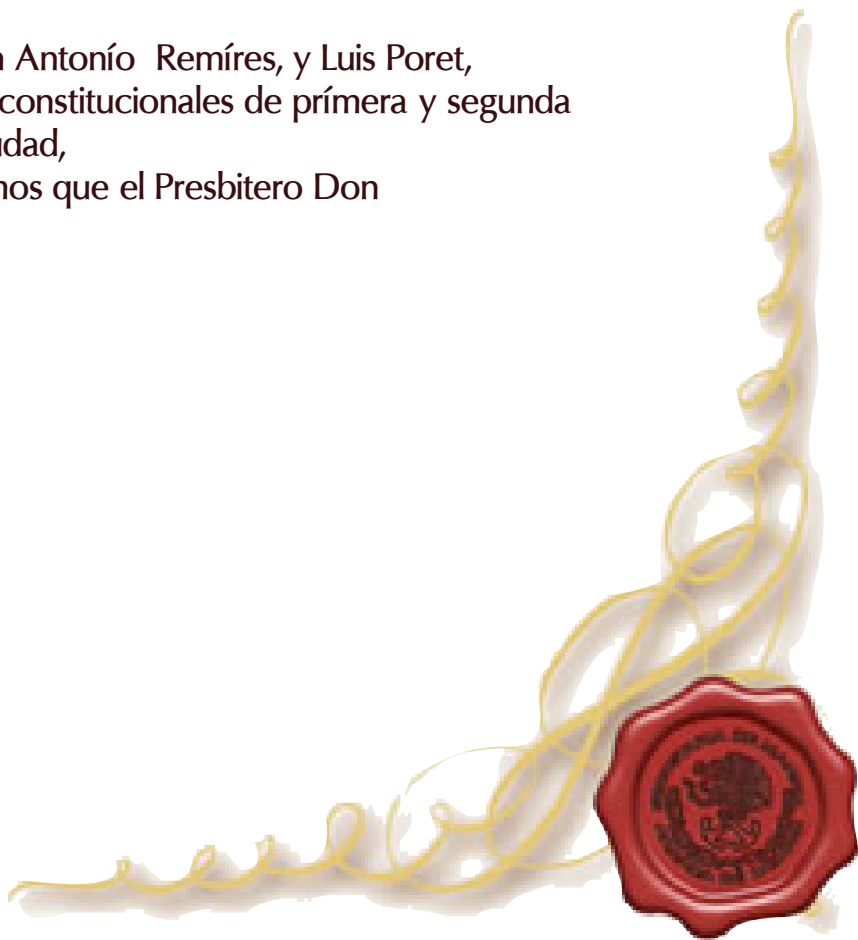 n Antonío Remíres, y Luis Poret,
constitucionales de prímera y segunda
udad,
nos que el Presbitero Don